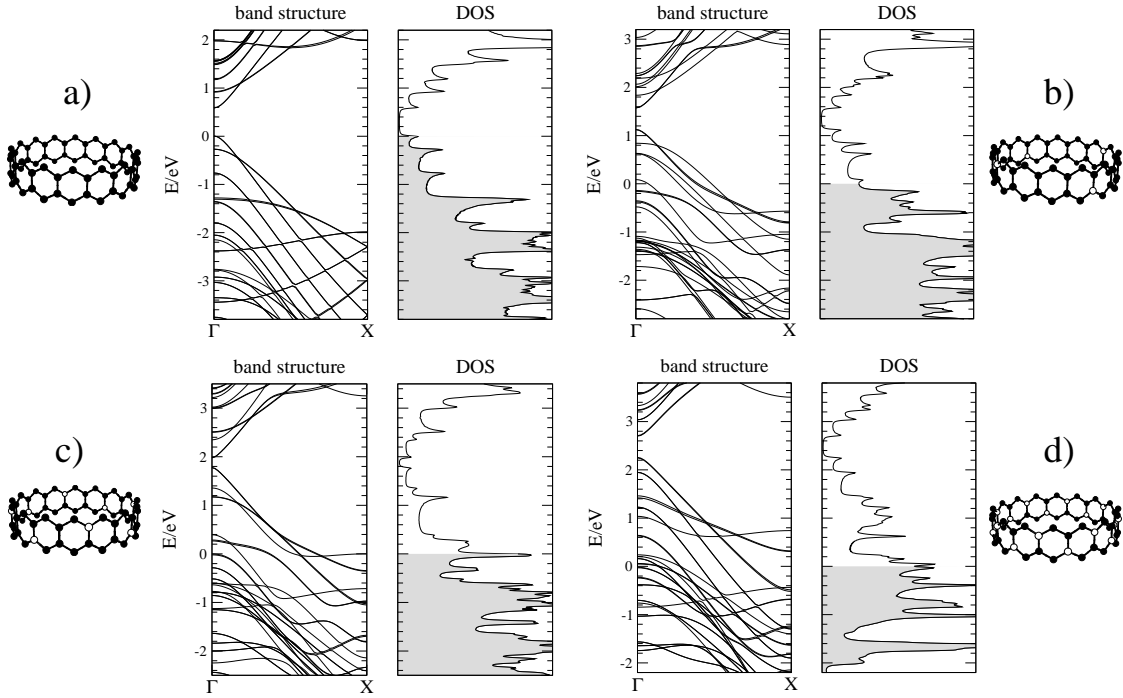 band structure DOS
a)
E/eV
2
1
0
-1
-2
-3
Γ X
band structure DOS
b)
E/eV
3
2
1
0
-1
-2
Γ X
band structure DOS
c)
E/eV
3
2
1
0
-1
-2
Γ X
band structure DOS
d)
E/eV
3
2
1
0
-1
-2
Γ X